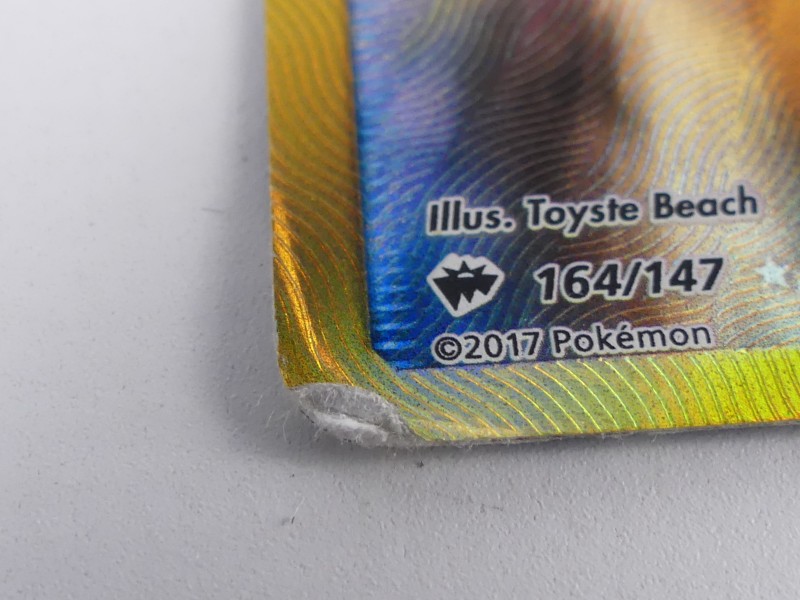 Illus. Toyste Beach
164/147
©2017 Pokémon